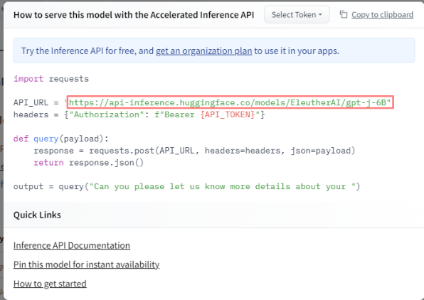 How to serve this model with the Accelerated Inference API
Select Token
Copy to clipboard
Try the Inference API for free, and get an organization plan to use it in your apps.
import requests
API_URL = "https://api-inference.huggingface.co/models/EleutherAI/gpt-j-6B"
headers = {"Authorization": f"Bearer {API_TOKEN}"}
def query(payload):
response = requests.post(API_URL, headers=headers, json=payload)
return response.json()
output = query("Can you please let us know more details about your ")
Quick Links
Inference API Documentation
Pin this model for instant availability
How to get started